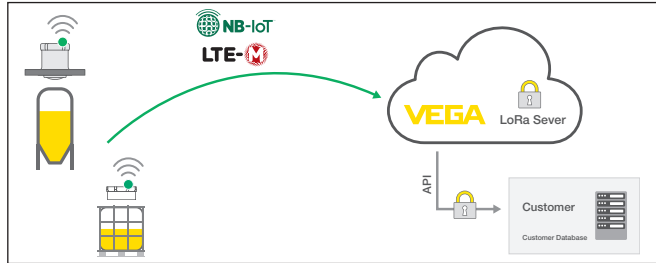 NB-IoT
LTE-M
VEGA
LoRa Sever
API
Customer
Customer Database